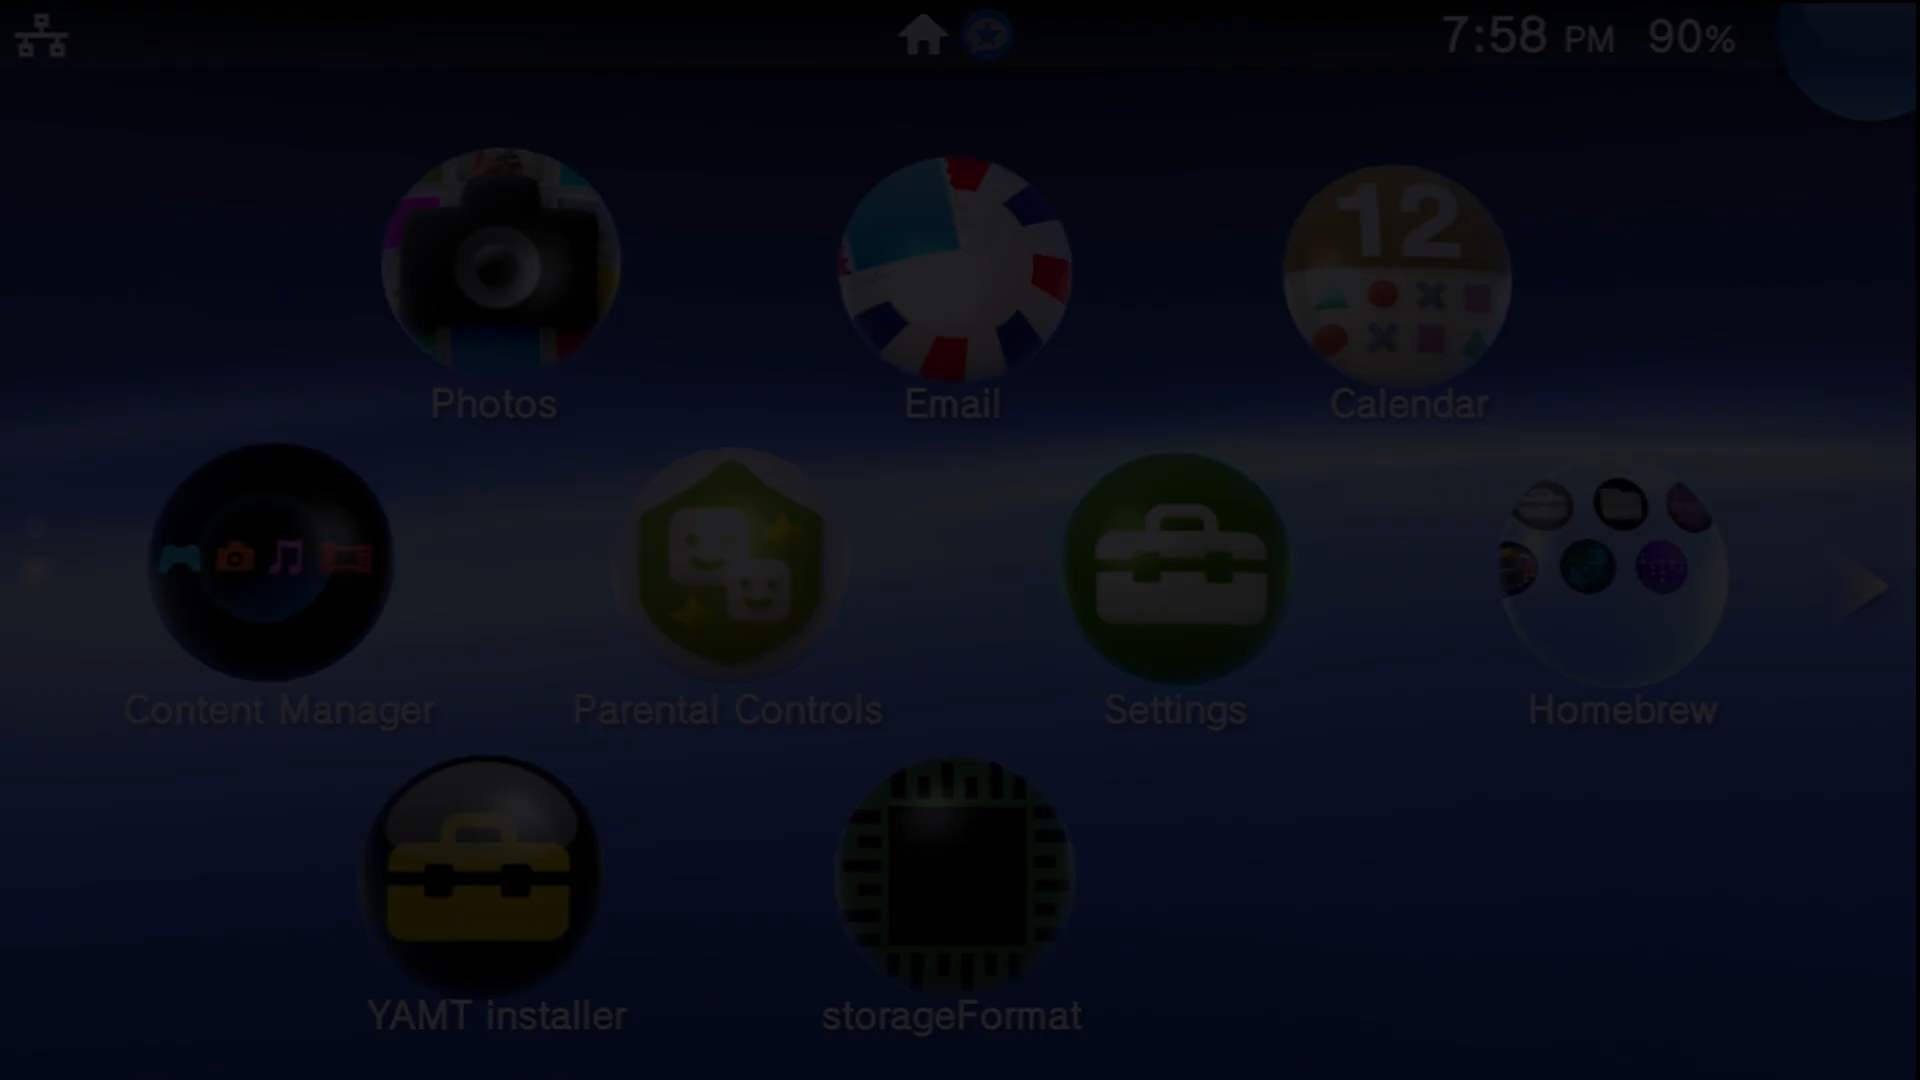 7:58 PM 90%
12
Photos Email Calendar
Content Manager Parental Controls Settings Homebrew
YAMT installer storageFormat